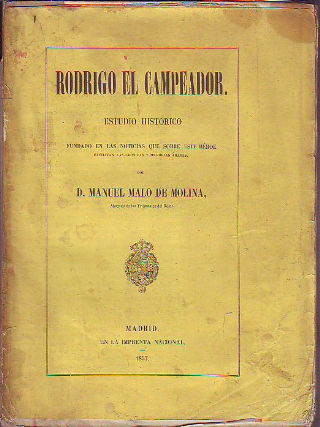 RODRIGO EL CAMPEADOR.
ESTUDIO HISTÓRICO
FUNDADO EN LAS NOTICIAS QUE SOBRE ESTE HÉROE
POR
D. MANUEL MALO DE MOLINA,
MADRID.
EN LA IMPRENTA NACIONAL.
1857.